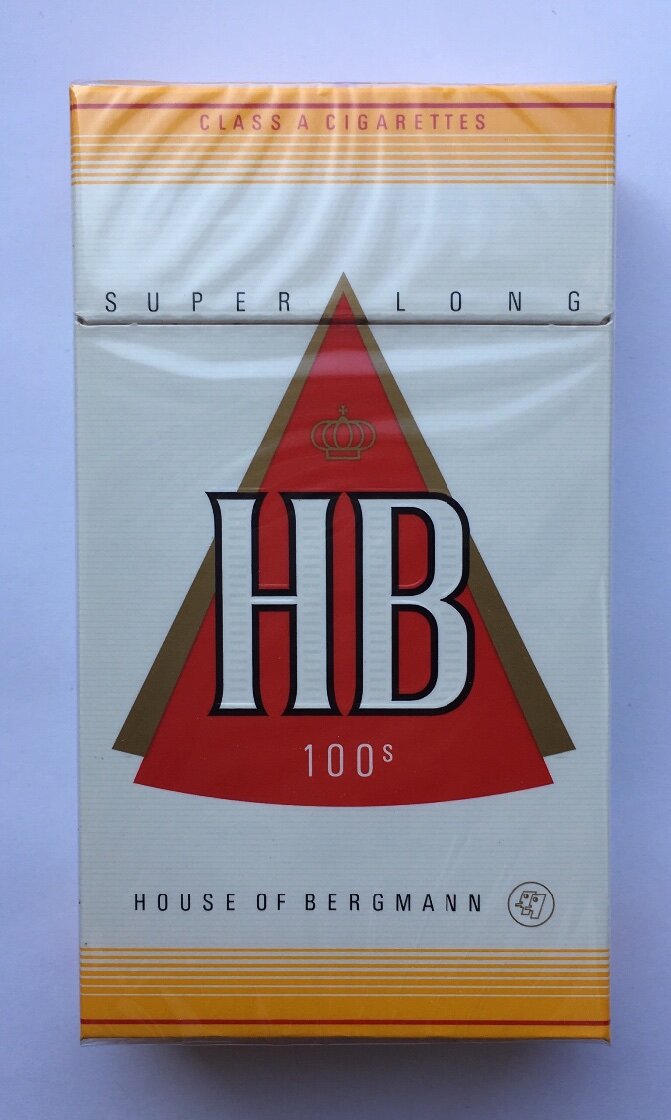 CLASS A CIGARETTES
SUPER LONG
HB
100s
HOUSE OF BERGMANN